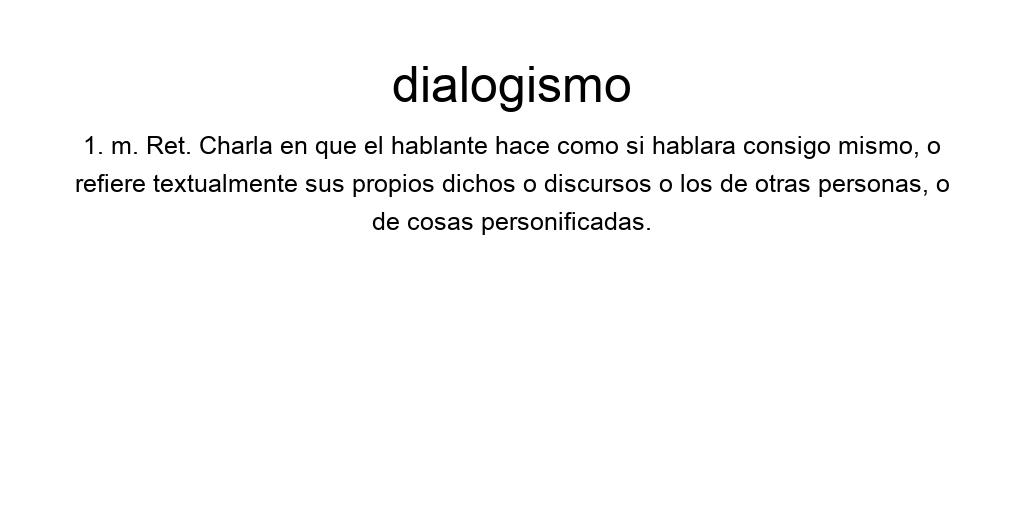 dialogismo
1. m. Ret. Charla en que el hablante hace como si hablara consigo mismo, o
refiere textualmente sus propios dichos o discursos o los de otras personas, o
de cosas personificadas.